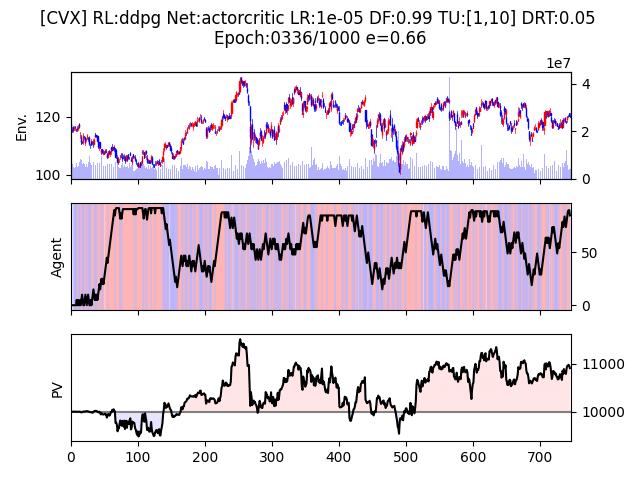 [CVX] RL:ddpg Net:actorcritic LR:1e-05 DF:0.99 TU:[1,10] DRT:0.05
Epoch:0336/1000 e=0.66
1e7
Env.
120
100
4
2
0
Agent
50
0
PV
11000
10000
0 100 200 300 400 500 600 700